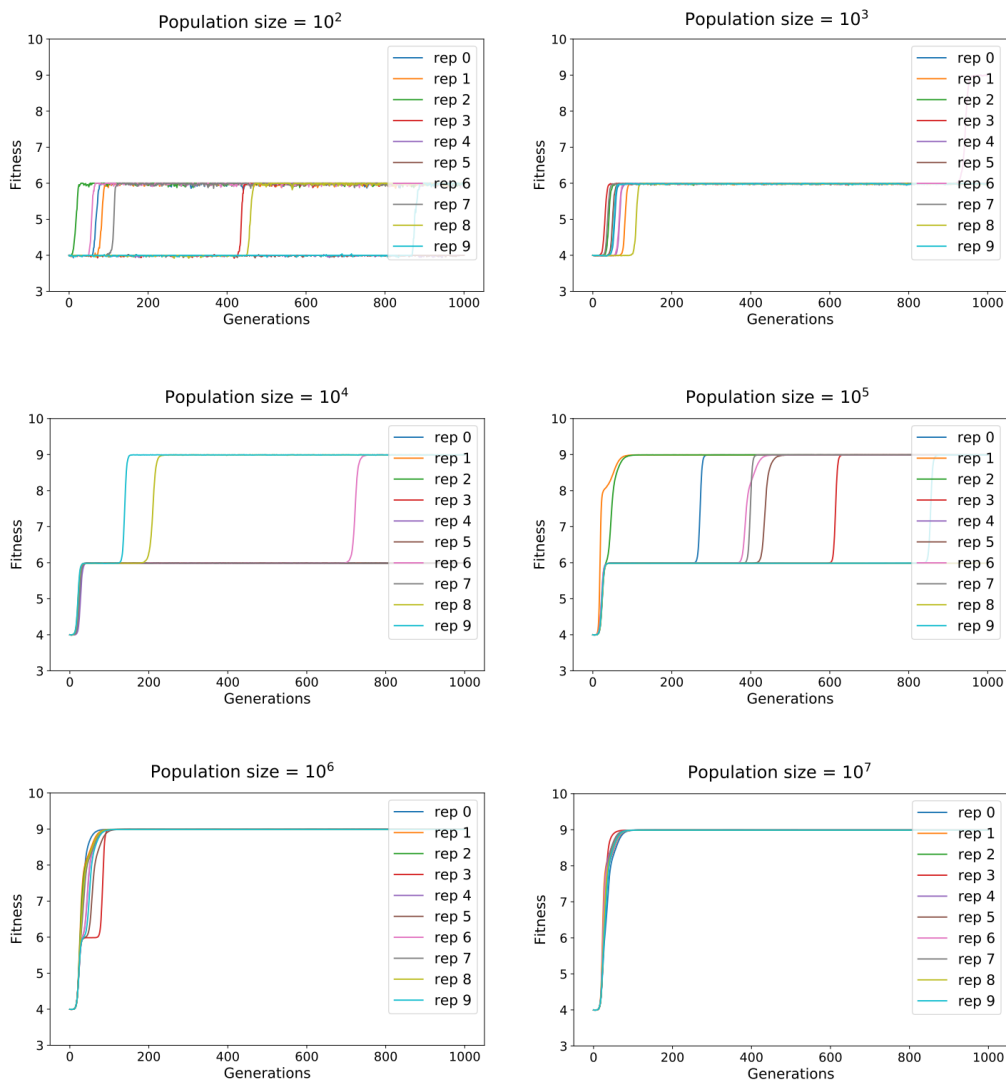 Population size = 10²
10
9
8
7
6
5
4
3
Fitness
0
200
400
600
800
1000
Generations
rep 0
rep 1
rep 2
rep 3
rep 4
rep 5
rep 6
rep 7
rep 8
rep 9
Population size = 10³
10
9
8
7
6
5
4
3
Fitness
0
200
400
600
800
1000
Generations
rep 0
rep 1
rep 2
rep 3
rep 4
rep 5
rep 6
rep 7
rep 8
rep 9
Population size = 10⁴
10
9
8
7
6
5
4
3
Fitness
0
200
400
600
800
1000
Generations
rep 0
rep 1
rep 2
rep 3
rep 4
rep 5
rep 6
rep 7
rep 8
rep 9
Population size = 10⁵
10
9
8
7
6
5
4
3
Fitness
0
200
400
600
800
1000
Generations
rep 0
rep 1
rep 2
rep 3
rep 4
rep 5
rep 6
rep 7
rep 8
rep 9
Population size = 10⁶
10
9
8
7
6
5
4
3
Fitness
0
200
400
600
800
1000
Generations
rep 0
rep 1
rep 2
rep 3
rep 4
rep 5
rep 6
rep 7
rep 8
rep 9
Population size = 10⁷
10
9
8
7
6
5
4
3
Fitness
0
200
400
600
800
1000
Generations
rep 0
rep 1
rep 2
rep 3
rep 4
rep 5
rep 6
rep 7
rep 8
rep 9